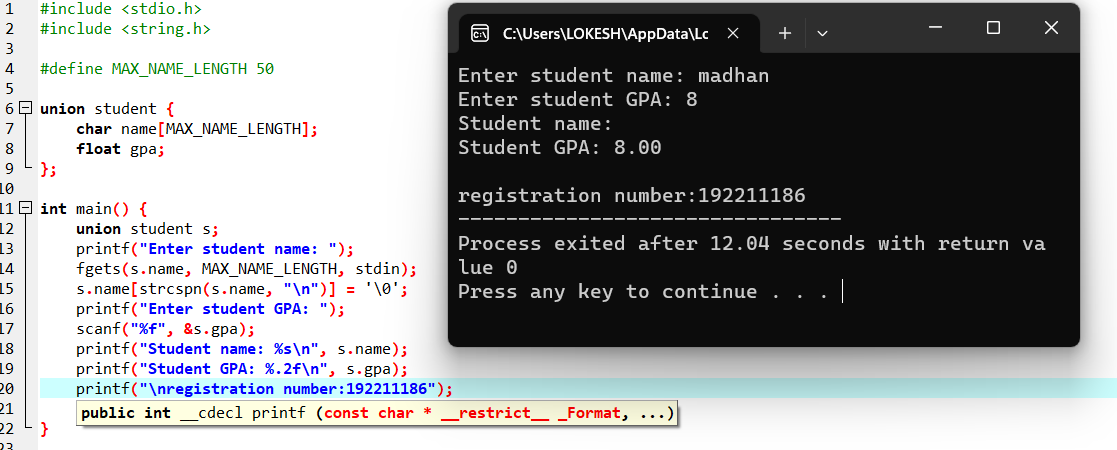 1 #include <stdio.h>
2 #include <string.h>
3
4 #define MAX_NAME_LENGTH 50
5
6 union student {
7     char name[MAX_NAME_LENGTH];
8     float gpa;
9 };
10
11 int main() {
12     union student s;
13     printf("Enter student name: ");
14     fgets(s.name, MAX_NAME_LENGTH, stdin);
15     s.name[strcspn(s.name, "\n")] = '\0';
16     printf("Enter student GPA: ");
17     scanf("%f", &s.gpa);
18     printf("Student name: %s\n", s.name);
19     printf("Student GPA: %.2f\n", s.gpa);
20     printf("\nregistration number:192211186");
21 public int __cdecl printf (const char * __restrict__ _Format, ...)
22 }
23
C:\Users\LOKESH\AppData\Lc
Enter student name: madhan
Enter student GPA: 8
Student name:
Student GPA: 8.00
registration number:192211186
--------------------------------
Process exited after 12.04 seconds with return va
lue 0
Press any key to continue . . .